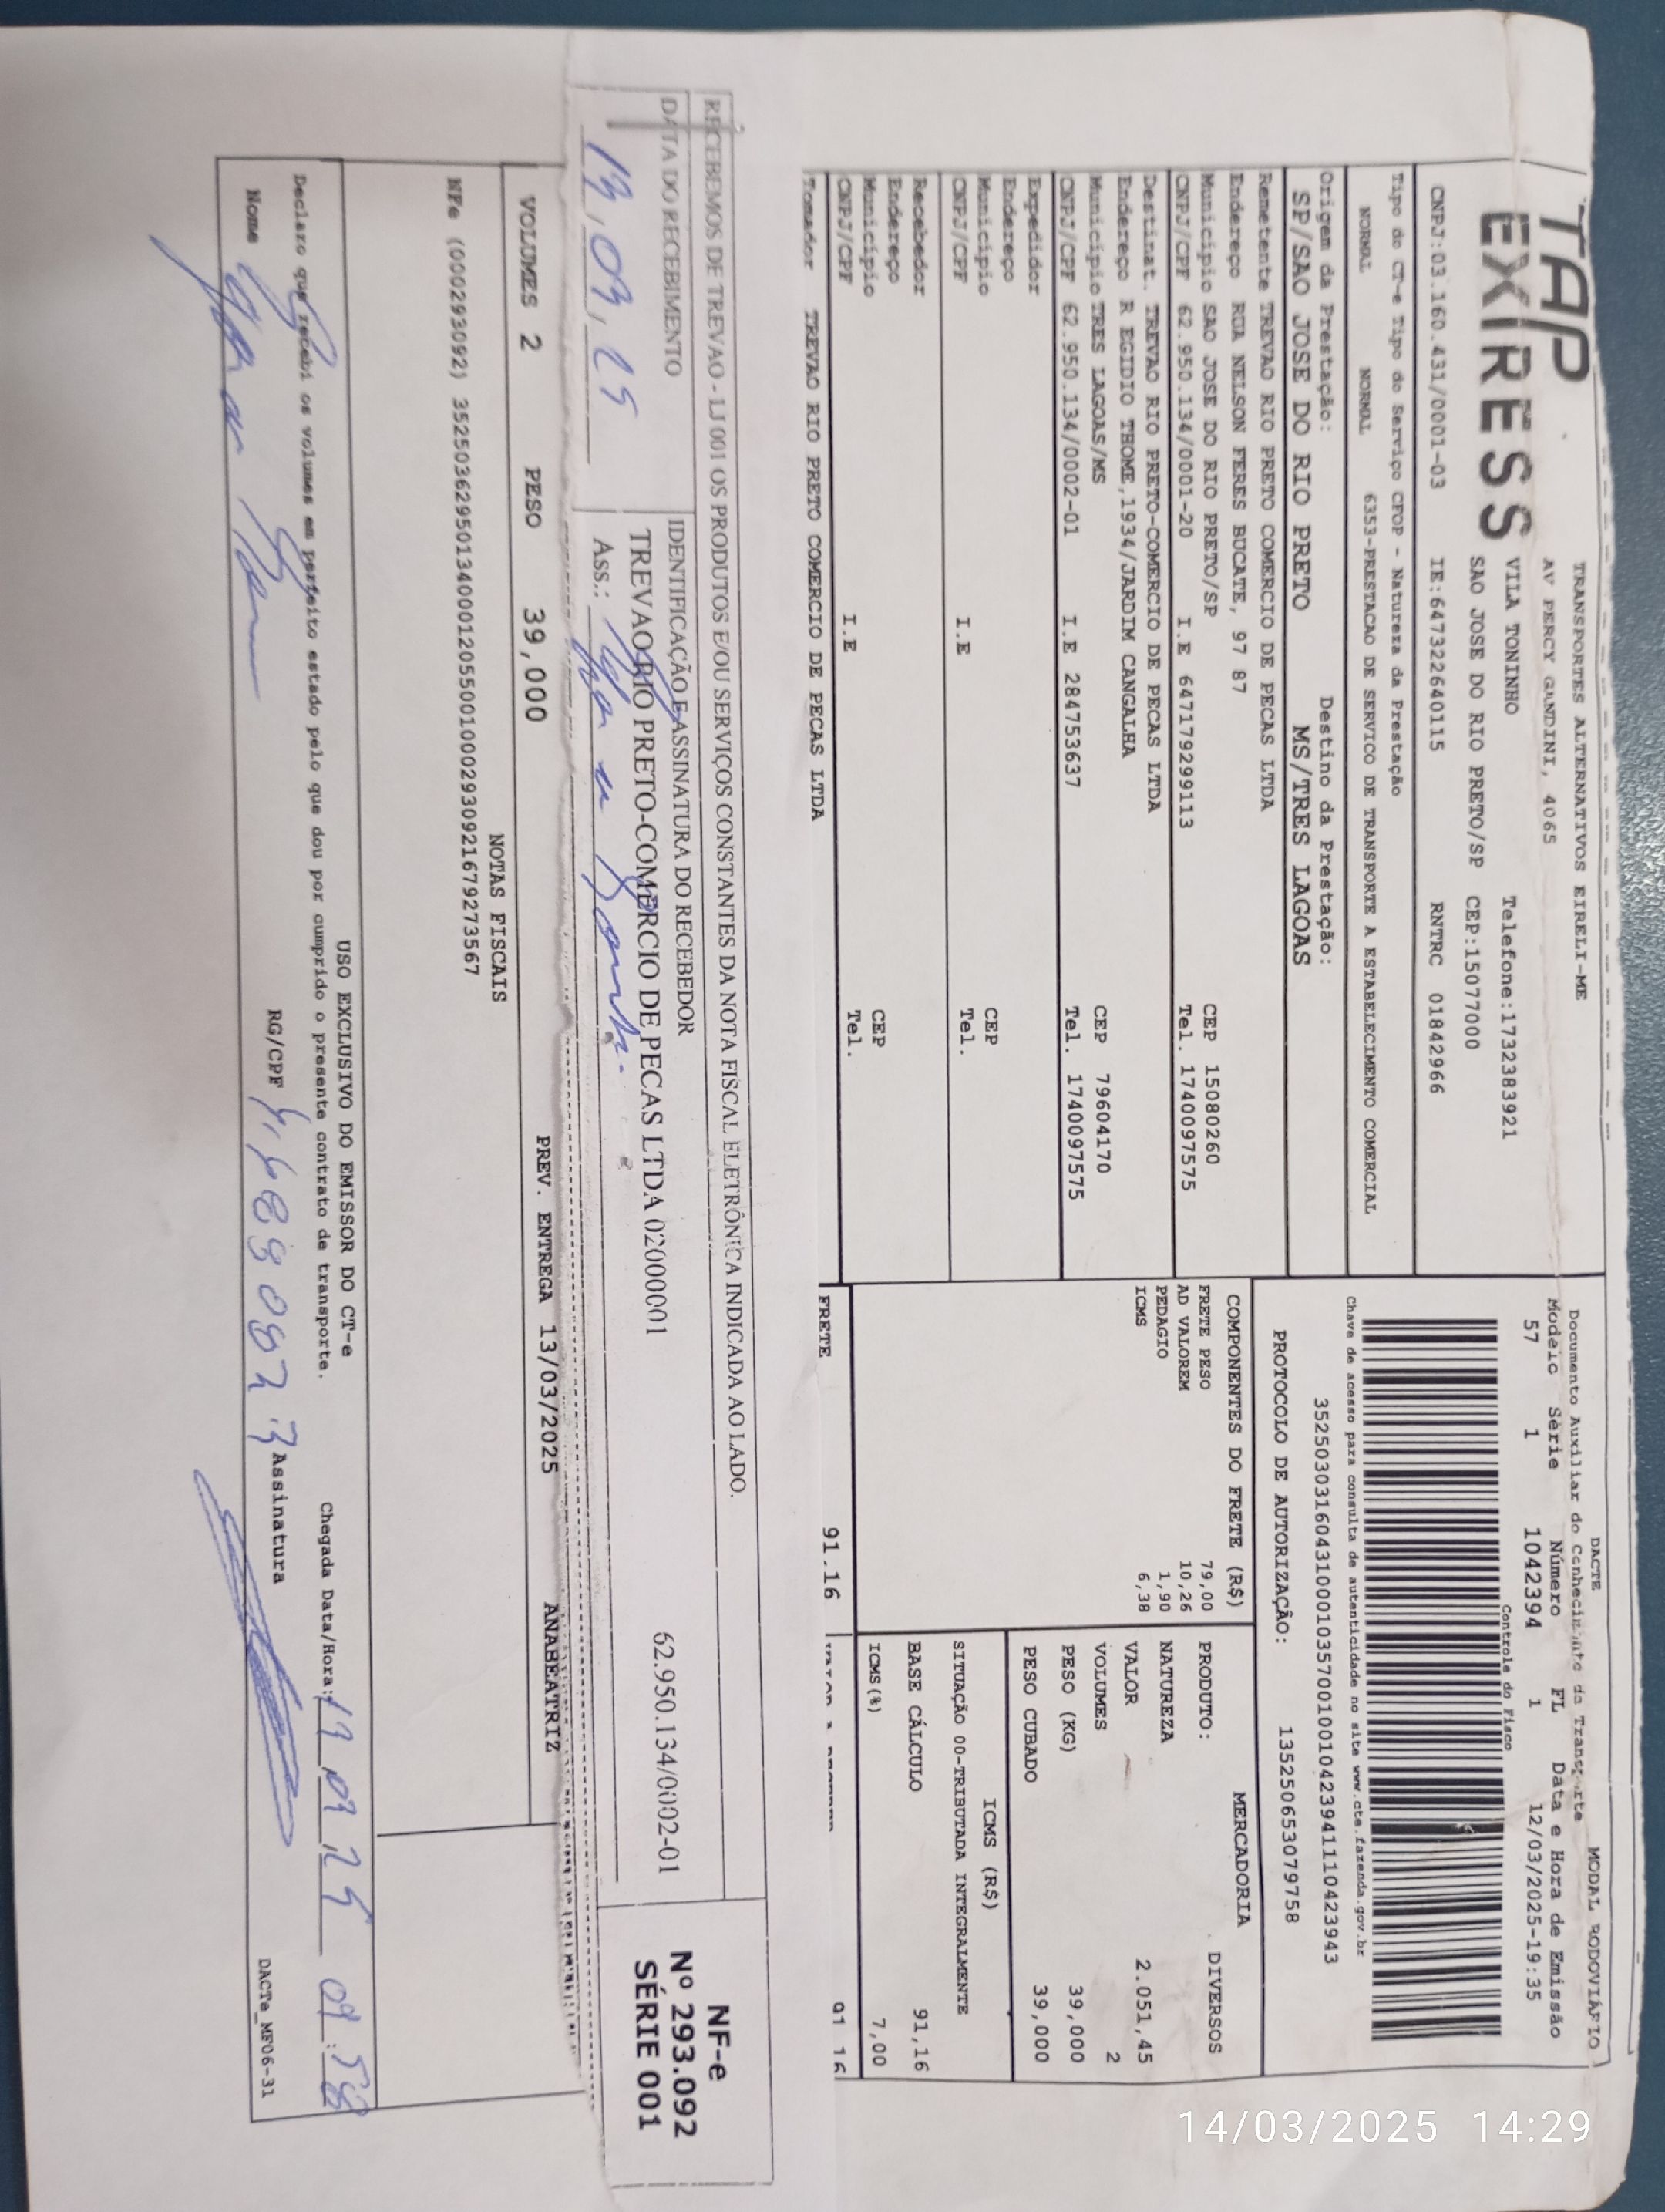 TAP
EXPRESS
TRANSPORTES ALTERNATIVOS EIRELI-ME
AV PERCY GANDINI, 4065
VILA TONINHO Telefone:1732383921
SAO JOSE DO RIO PRETO/SP CEP:15077000
CNPJ:03.160.431/0001-03 IE:647322640115 RNTRC 01842966
Tipo do CT-e Tipo do Serviço CFOP - Natureza da Prestação
NORMAL NORMAL 6353-PRESTACAO DE SERVICO DE TRANSPORTE A ESTABELECIMENTO COMERCIAL
Origem da Prestação: Destino da Prestação:
SP/SAO JOSE DO RIO PRETO MS/TRES LAGOAS
Remetente TREVAO RIO PRETO COMERCIO DE PECAS LTDA
Endereço RUA NELSON FERES BUCATE, 97 87
Município SAO JOSE DO RIO PRETO/SP CEP 15080260
CNPJ/CPF 62.950.134/0001-20 I.E 647179299113 Tel. 1740097575
Destinat. TREVAO RIO PRETO-COMERCIO DE PECAS LTDA
Endereço R EGIDIO THOME,1934/JARDIM CANGALHA
Município TRES LAGOAS/MS CEP 79604170
CNPJ/CPF 62.950.134/0002-01 I.E 284753637 Tel. 1740097575
Expedidor
Endereço
Município CEP
CNPJ/CPF I.E Tel.
Recebedor
Endereço
Município CEP
CNPJ/CPF I.E Tel.
Tomador TREVAO RIO PRETO COMERCIO DE PECAS LTDA
DACTE MODAL RODOVIÁRIO
Documento Auxiliar do Conhecimento de Transporte
Modelo Série Número FL Data e Hora de Emissão
57 1 1042394 1 12/03/2025-19:35
Controle do Fisco
Chave de acesso para consulta de autenticidade no site www.cte.fazenda.gov.br
35250303160431000103570010010423941110423943
PROTOCOLO DE AUTORIZAÇÃO: 135250653079758
COMPONENTES DO FRETE (R$)
FRETE PESO 79,00
AD VALOREM 10,26
PEDAGIO 1,90
ICMS 6,38
MERCADORIA
PRODUTO: DIVERSOS
NATUREZA
VALOR 2.051,45
VOLUMES 2
PESO (KG) 39,000
PESO CUBADO 39,000
ICMS (R$)
SITUAÇÃO 00-TRIBUTADA INTEGRALMENTE
BASE CÁLCULO 91,16
ICMS(%) 7,00
FRETE 91.16
91 16
RECEBEMOS DE TREVAO - LJ 001 OS PRODUTOS E/OU SERVIÇOS CONSTANTES DA NOTA FISCAL ELETRÔNICA INDICADA AO LADO.
DATA DO RECEBIMENTO IDENTIFICAÇÃO E ASSINATURA DO RECEBEDOR
TREVAO RIO PRETO-COMERCIO DE PECAS LTDA 02000001 62.950.134/0002-01
Ass.:
NF-e
Nº 293.092
SÉRIE 001
VOLUMES 2 PESO 39,000 PREV. ENTREGA 13/03/2025 ANABEATRIZ
NOTAS FISCAIS
NFe (000293092) 35250362950134000120550010002930921679273567
USO EXCLUSIVO DO EMISSOR DO CT-e
Declaro que recebi os volumes em perfeito estado pelo que dou por cumprido o presente contrato de transporte. Chegada Data/Hora:
Nome RG/CPF Assinatura
DACTe_MF06-31
14/03/2025 14:29